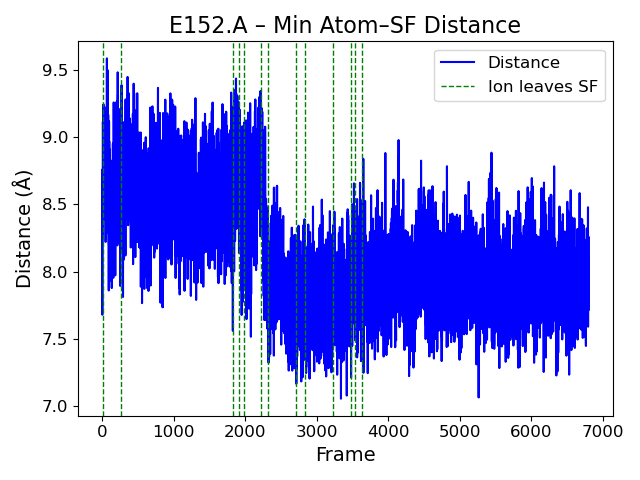 E152.A – Min Atom–SF Distance
Distance
Ion leaves SF
Distance (Å)
9.5
9.0
8.5
8.0
7.5
7.0
0 1000 2000 3000 4000 5000 6000 7000
Frame